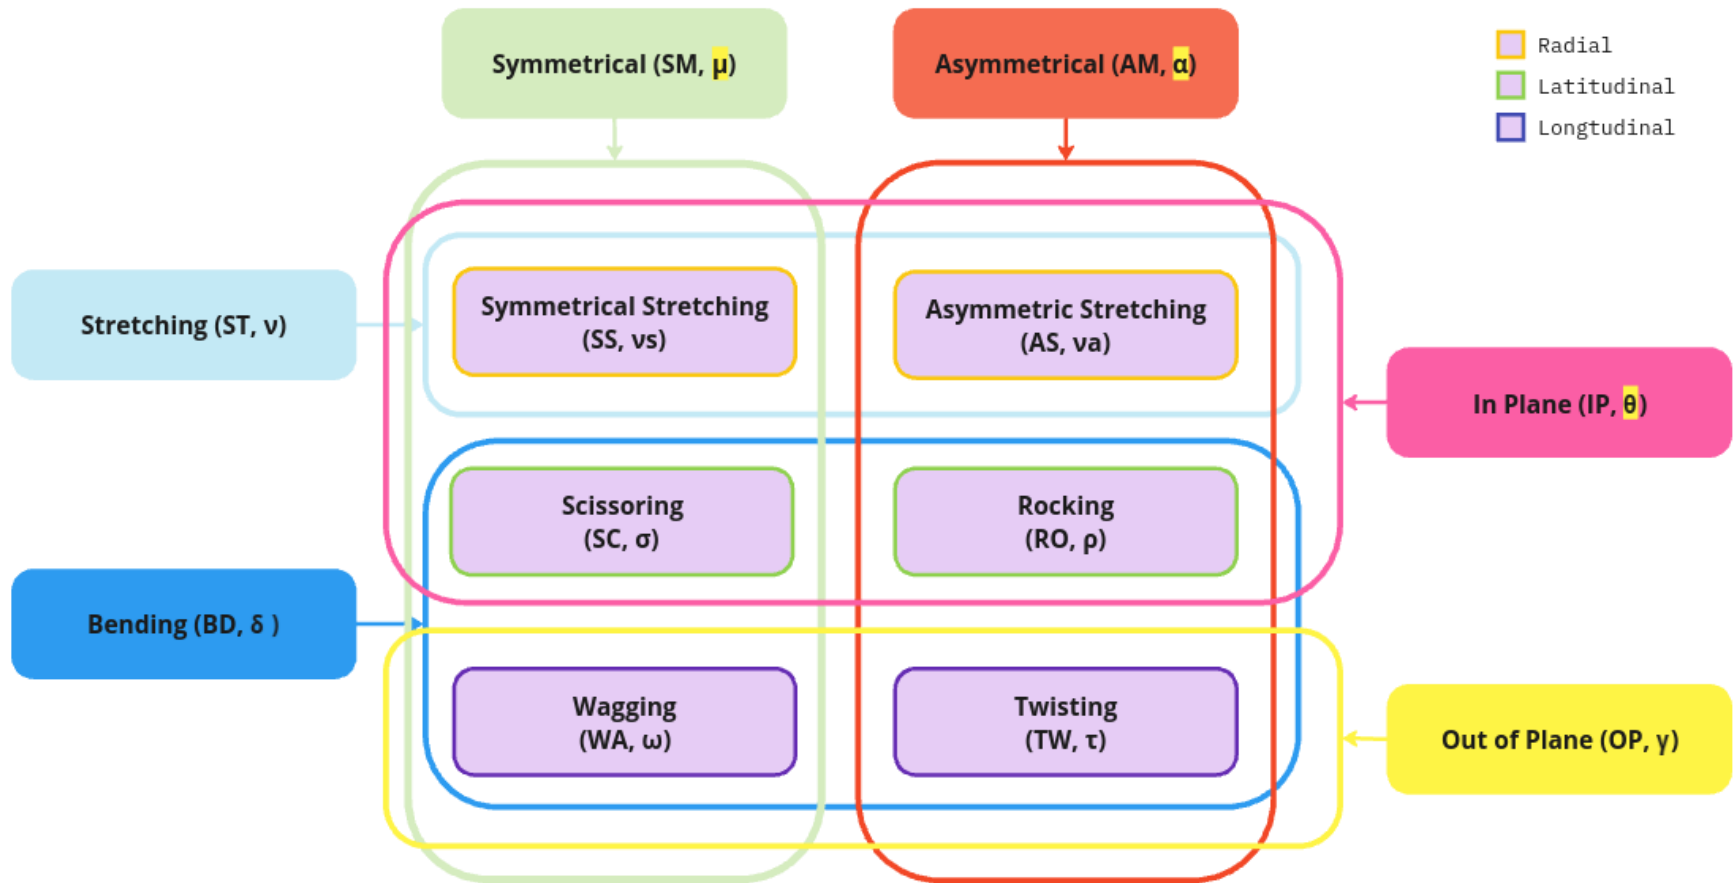 Symmetrical (SM, μ)
Asymmetrical (AM, α)
Radial
Latitudinal
Longtudinal
Symmetrical Stretching
(SS, νs)
Asymmetric Stretching
(AS, νa)
Stretching (ST, ν)
In Plane (IP, θ)
Scissoring
(SC, σ)
Rocking
(RO, ρ)
Bending (BD, δ )
Wagging
(WA, ω)
Twisting
(TW, τ)
Out of Plane (OP, γ)